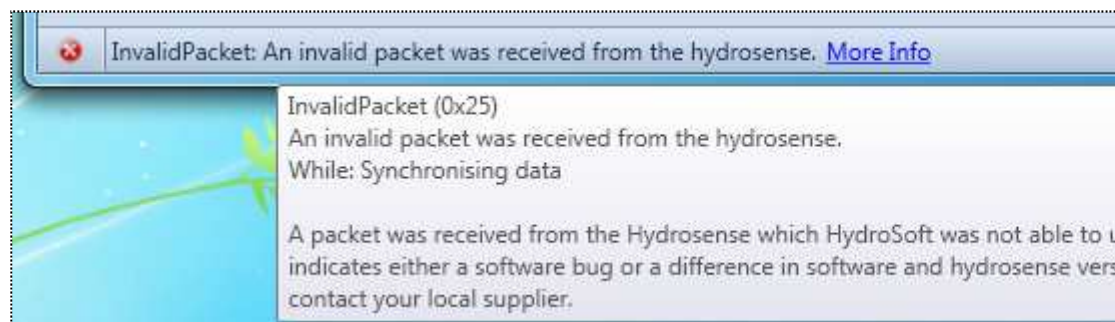 InvalidPacket: An invalid packet was received from the hydrosense. More Info
InvalidPacket (0x25)
An invalid packet was received from the hydrosense.
While: Synchronising data
A packet was received from the Hydrosense which HydroSoft was not able to
indicates either a software bug or a difference in software and hydrosense
contact your local supplier.